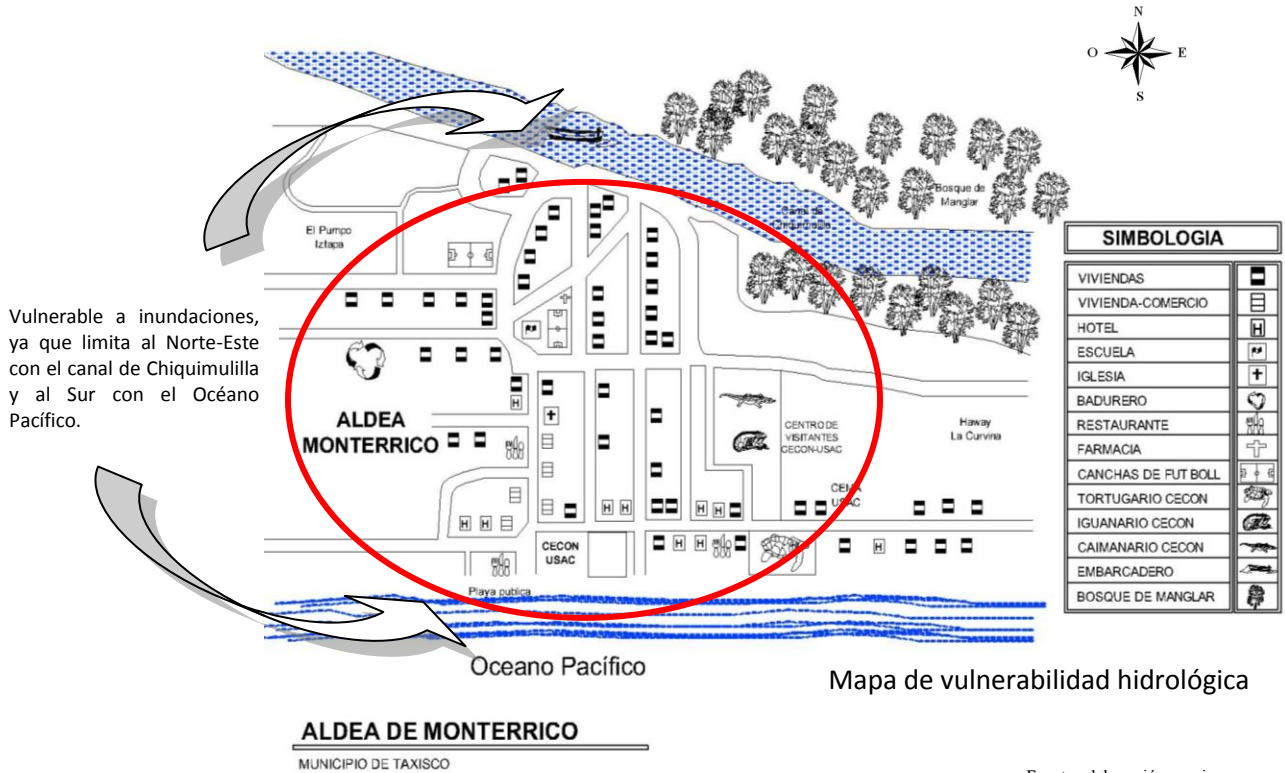 N
O
E
S
Bosque de
Manglar
Canal de
Chiquimulilla
El Pumpo
Iztapa
Vulnerable a inundaciones,
ya que limita al Norte-Este
con el canal de Chiquimulilla
y al Sur con el Océano
Pacífico.
ALDEA
MONTERRICO
CENTRO DE
VISITANTES
CECON-USAC
Haway
La Curvina
CEMA
USAC
H
H
H
H
H
H
H
H
H
H
CECON
USAC
Playa publica
Oceano Pacífico
SIMBOLOGIA
VIVIENDAS
VIVIENDA-COMERCIO
HOTEL H
ESCUELA
IGLESIA
BADURERO
RESTAURANTE
FARMACIA
CANCHAS DE FUT BOLL
TORTUGARIO CECON
IGUANARIO CECON
CAIMANARIO CECON
EMBARCADERO
BOSQUE DE MANGLAR
Mapa de vulnerabilidad hidrológica
ALDEA DE MONTERRICO
MUNICIPIO DE TAXISCO